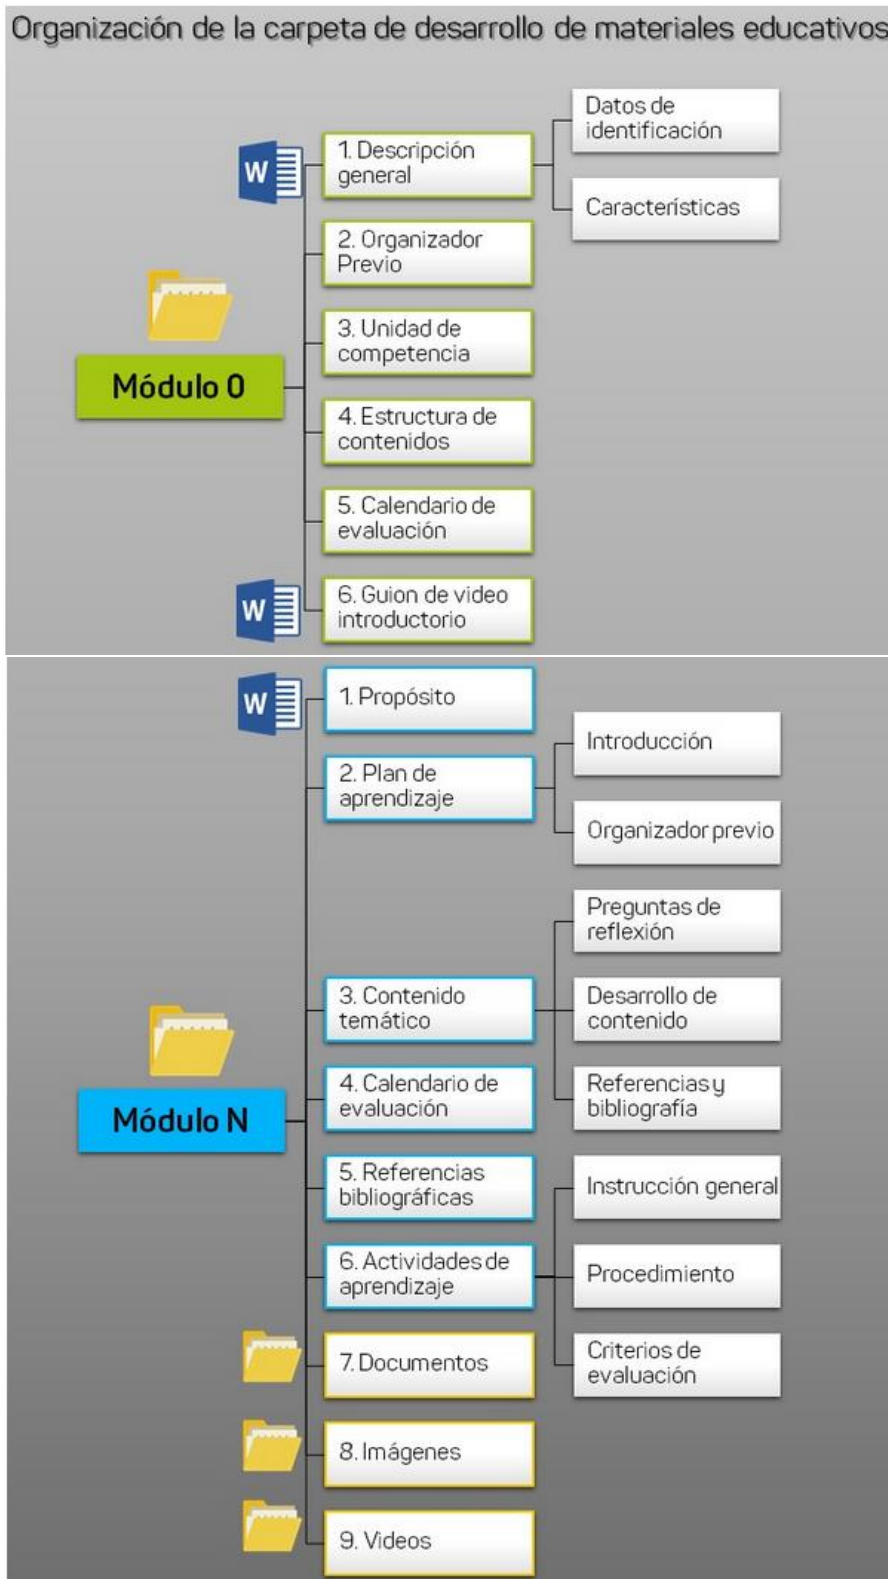 Organización de la carpeta de desarrollo de materiales educativos
W
1. Descripción
general
Datos de
identificación
Características
2. Organizador
Previo
3. Unidad de
competencia
Módulo 0
4. Estructura de
contenidos
5. Calendario de
evaluación
W
6. Guion de video
introductorio
W
1. Propósito
2. Plan de
aprendizaje
Introducción
Organizador previo
3. Contenido
temático
Preguntas de
reflexión
Desarrollo de
contenido
Referencias y
bibliografía
Módulo N
4. Calendario de
evaluación
5. Referencias
bibliográficas
6. Actividades de
aprendizaje
Instrucción general
Procedimiento
Criterios de
evaluación
7. Documentos
8. Imágenes
9. Videos